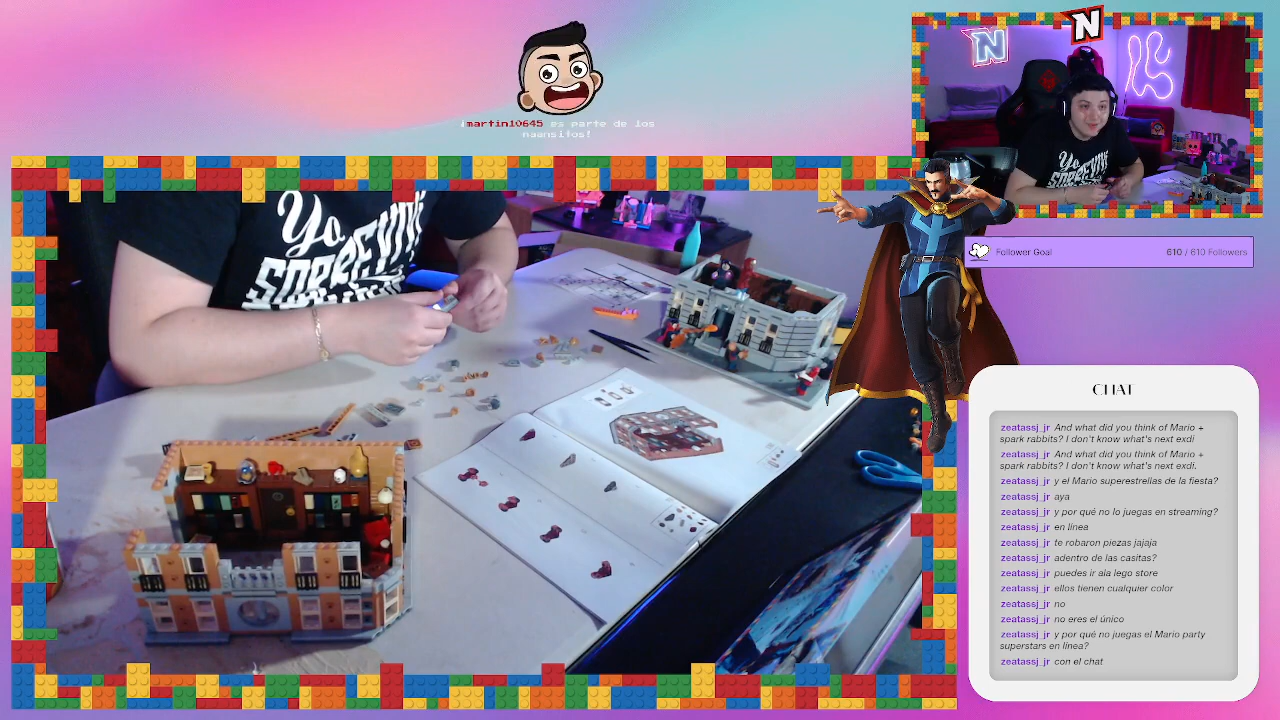 ¡martin10645 es parte de los
naansitos!
N
N
Yo
SOBREVIVÍ
Yo
SOBREVIVÍ
Follower Goal
610 / 610 Followers
CHAT
zeatassj_jr And what did you think of Mario +
spark rabbits? I don't know what's next exd!
zeatassj_jr And what did you think of Mario +
spark rabbits? I don't know what's next exd!.
zeatassj_jr y el Mario superestrellas de la fiesta?
zeatassj_jr aya
zeatassj_jr y por qué no lo juegas en streaming?
zeatassj_jr en línea
zeatassj_jr te robaron piezas jajaja
zeatassj_jr adentro de las casitas?
zeatassj_jr puedes ir ala lego store
zeatassj_jr ellos tienen cualquier color
zeatassj_jr no
zeatassj_jr no eres el único
zeatassj_jr y por qué no juegas el Mario party
superstars en línea?
zeatassj_jr con el chat